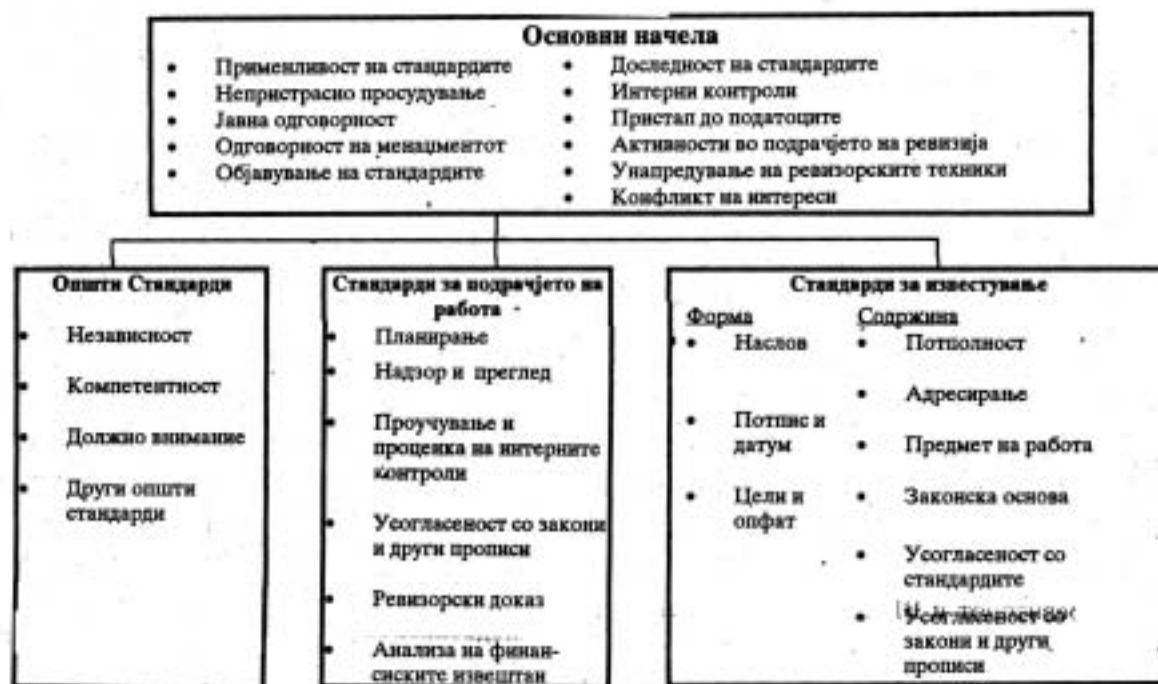 Основни начела
• Применливост на стандардите
• Непристрасно просудување
• Јавна одговорност
• Одговорност на менаџментот
• Објавување на стандардите
• Доследност на стандардите
• Интерни контроли
• Пристап до податоците
• Активности во подрачјето на ревизија
• Унапредување на ревизорските техники
• Конфликт на интереси
Општи Стандарди
• Независност
• Компетентност
• Должно внимание
• Други општи
стандарди
Стандарди за подрачјето на
работа -
• Планирање
• Надзор и преглед
• Проучување и
проценка на интерните
контроли
• Усогласеност со закони
и други прописи
• Ревизорски доказ
• Анализа на финан-
сиските извештаи
Стандарди за известување
Форма
• Наслов
• Потпис и
датум
• Цели и
опфат
Содржина
• Потполност
• Адресирање
• Предмет на работа
• Законска основа
• Усогласеност со
стандардите
• Усогласеност со
закони и други
прописи